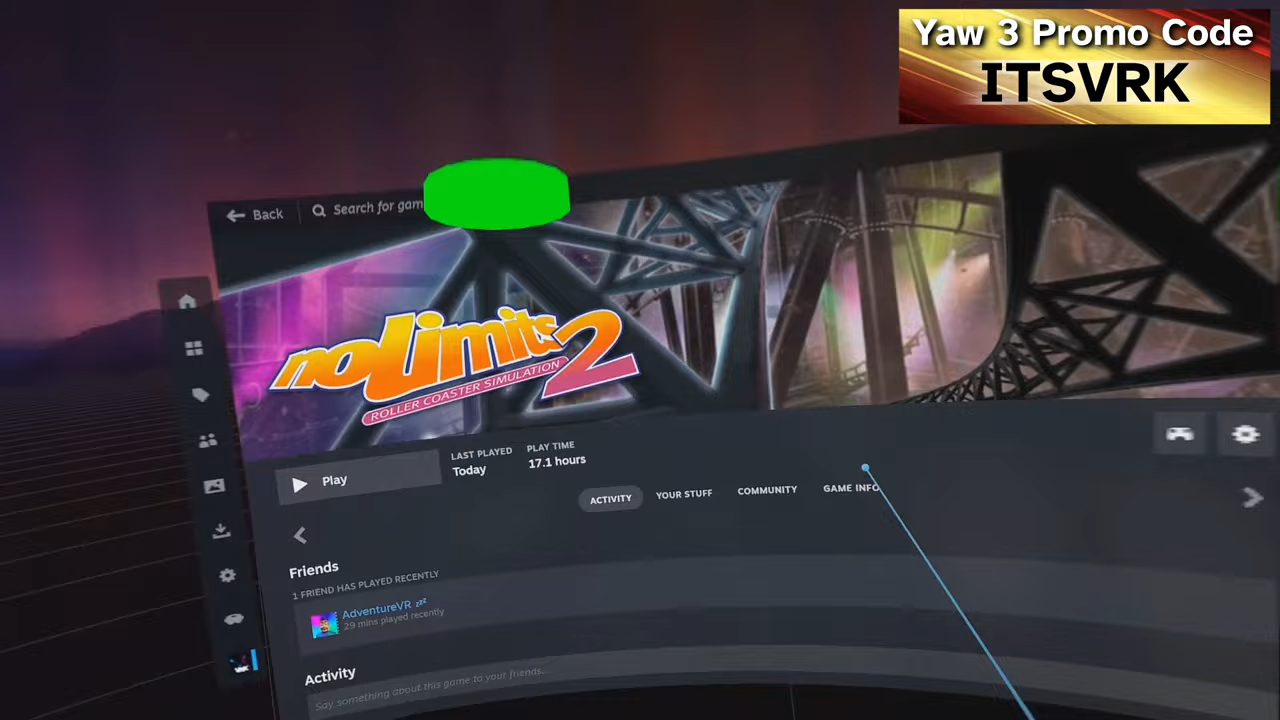 Yaw 3 Promo Code
ITSVRK
Back
Search for gam
noLimits 2
ROLLER COASTER SIMULATION
Play
LAST PLAYED
Today
PLAY TIME
17.1 hours
ACTIVITY
YOUR STUFF
COMMUNITY
GAME INFO
Friends
1 FRIEND HAS PLAYED RECENTLY
AdventureVR zzz
29 mins played recently
Activity
Say something about this game to your friends...